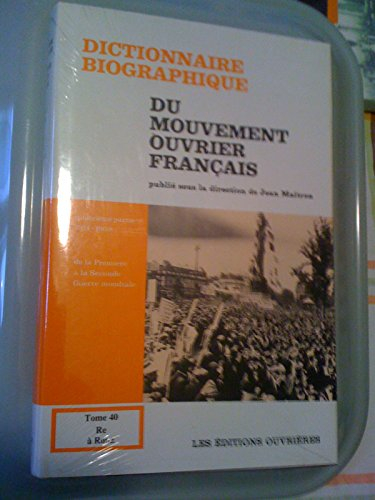 DICTIONNAIRE
BIOGRAPHIQUE
DU
MOUVEMENT
OUVRIER
FRANÇAIS
publié sous la direction de Jean Maitron
de la Première
à la Seconde
Guerre mondiale
Tome 40
Re
à
LES ÉDITIONS OUVRIÈRES